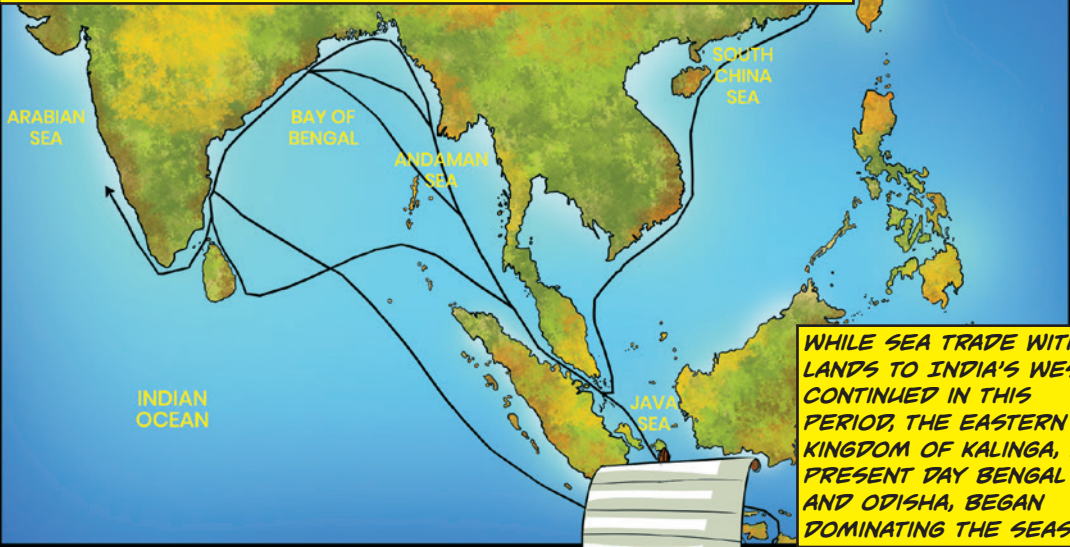 SOUTH
CHINA
SEA
ARABIAN
SEA
BAY OF
BENGAL
ANDAMAN
SEA
INDIAN
OCEAN
JAVA
SEA
WHILE SEA TRADE WITH
LANDS TO INDIA'S WES
CONTINUED IN THIS
PERIOD, THE EASTERN
KINGDOM OF KALINGA,
PRESENT DAY BENGAL
AND ODISHA, BEGAN
DOMINATING THE SEAS